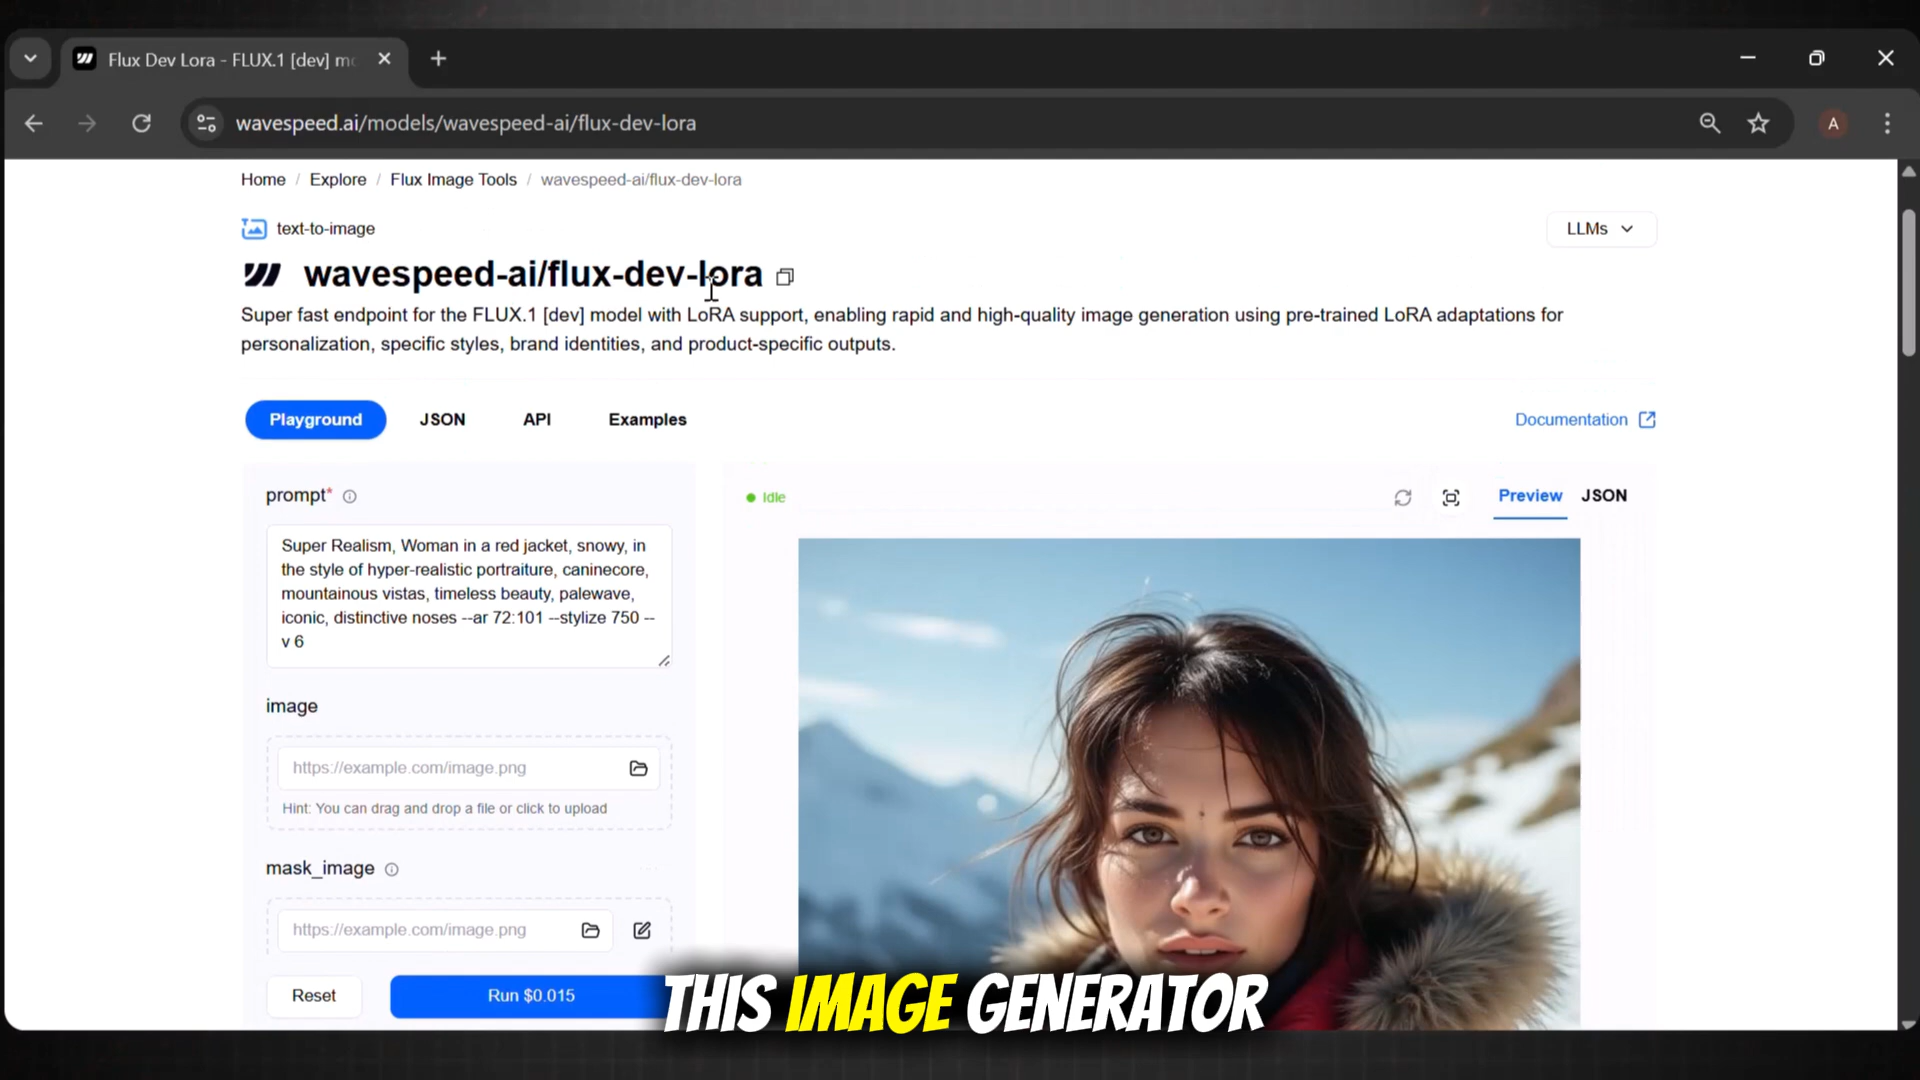 Flux Dev Lora - FLUX.1 [dev] mo
wavespeed.ai/models/wavespeed-ai/flux-dev-lora
A
Home / Explore / Flux Image Tools / wavespeed-ai/flux-dev-lora
text-to-image
LLMs
wavespeed-ai/flux-dev-lora
Super fast endpoint for the FLUX.1 [dev] model with LoRA support, enabling rapid and high-quality image generation using pre-trained LoRA adaptations for
personalization, specific styles, brand identities, and product-specific outputs.
Playground JSON API Examples
Documentation
prompt*
Idle
Preview JSON
Super Realism, Woman in a red jacket, snowy, in
the style of hyper-realistic portraiture, caninecore,
mountainous vistas, timeless beauty, palewave,
iconic, distinctive noses --ar 72:101 --stylize 750 --
v 6
image
https://example.com/image.png
Hint: You can drag and drop a file or click to upload
mask_image
https://example.com/image.png
Reset
Run $0.015
THIS IMAGE GENERATOR